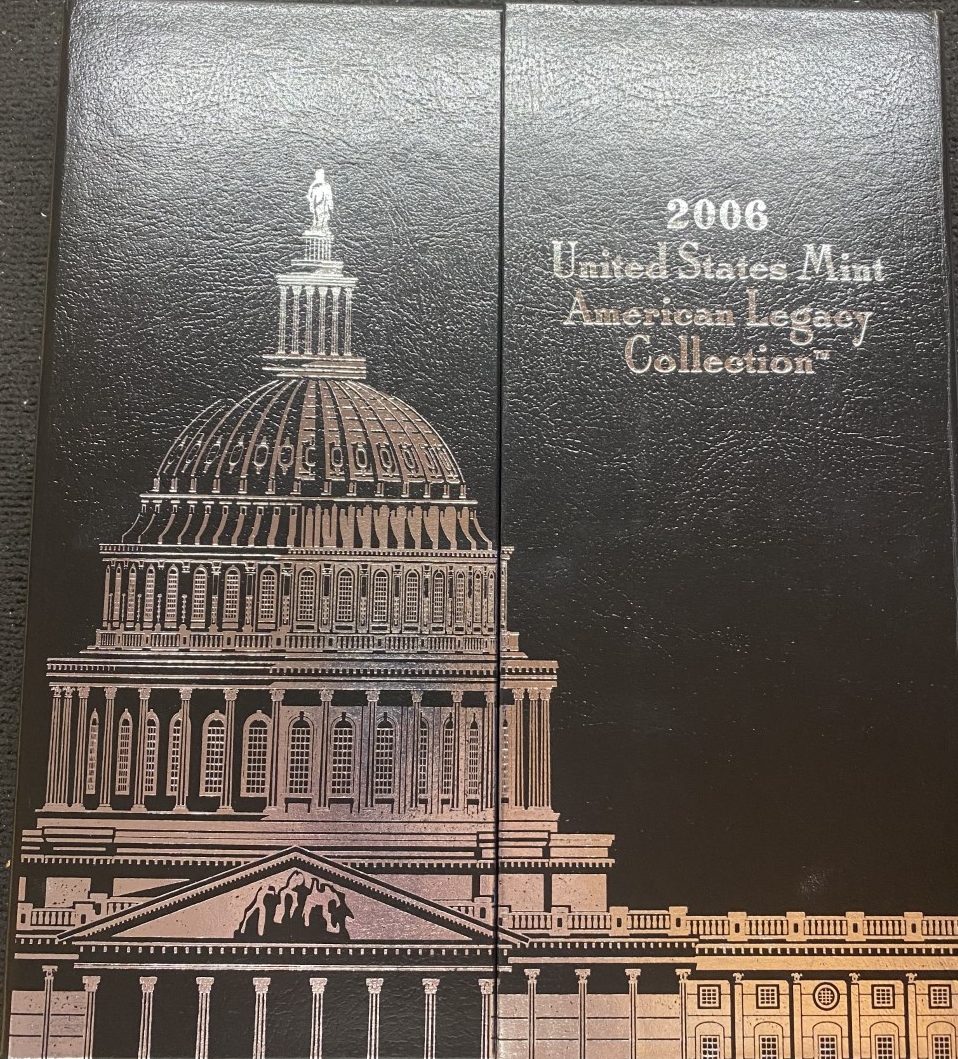 2006
United States Mint
American Legacy
Collection™